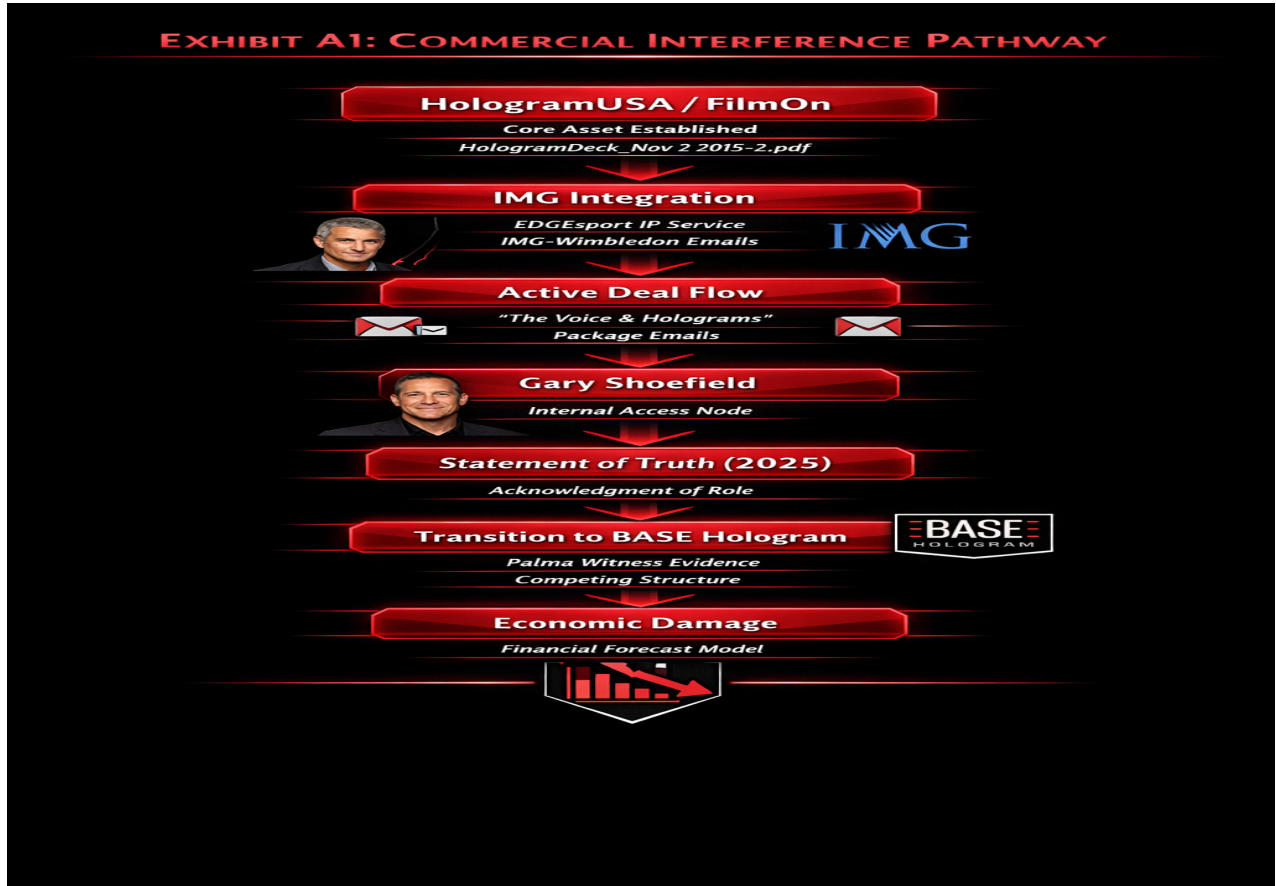 EXHIBIT A1: COMMERCIAL INTERFERENCE PATHWAY
HologramUSA / FilmOn
Core Asset Established
HologramDeck_Nov 2 2015-2.pdf
IMG Integration
EDGEsport IP Service
IMG-Wimbledon Emails
IMG
Active Deal Flow
"The Voice & Holograms"
Package Emails
Gary Shoefield
Internal Access Node
Statement of Truth (2025)
Acknowledgment of Role
Transition to BASE Hologram
BASE
HOLOGRAM
Palma Witness Evidence
Competing Structure
Economic Damage
Financial Forecast Model